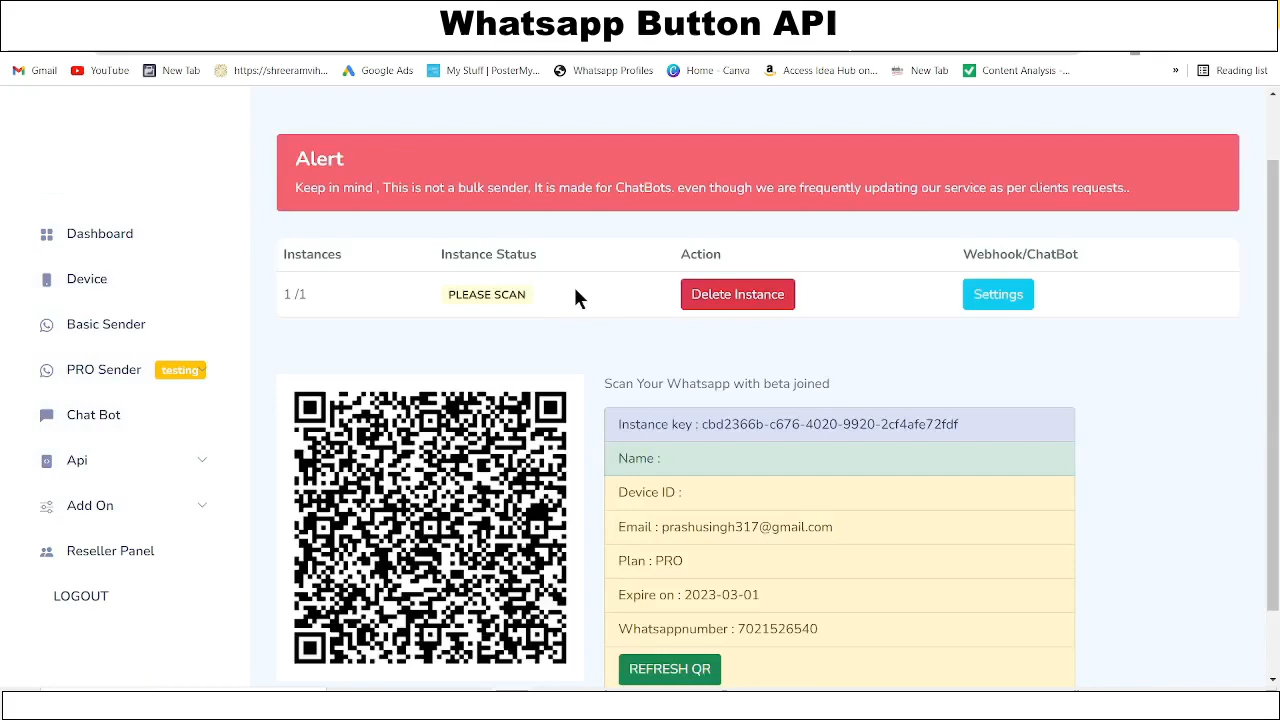 Whatsapp Button API
Gmail YouTube New Tab https://shreeramvih... Google Ads My Stuff | PosterMy... Whatsapp Profiles Home - Canva Access Idea Hub on... New Tab Content Analysis -... » Reading list
Alert
Keep in mind , This is not a bulk sender, It is made for ChatBots. even though we are frequently updating our service as per clients requests..
Dashboard
Device
Basic Sender
PRO Sender testing
Chat Bot
Api
Add On
Reseller Panel
LOGOUT
Instances Instance Status Action Webhook/ChatBot
1 /1 PLEASE SCAN Delete Instance Settings
Scan Your Whatsapp with beta joined
Instance key : cbd2366b-c676-4020-9920-2cf4afe72fdf
Name :
Device ID :
Email : prashusingh317@gmail.com
Plan : PRO
Expire on : 2023-03-01
Whatsappnumber : 7021526540
REFRESH QR